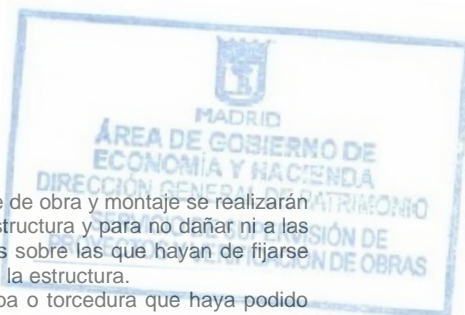 MADRID
ÁREA DE GOBIERNO DE
ECONOMÍA Y HACIENDA
DIRECCIÓN GENERAL DE PATRIMONIO
SERVICIO DE SUPERVISIÓN DE
PROYECTOS Y VERIFICACIÓN DE OBRAS
e de obra y montaje se realizarán
structura y para no dañar ni a las
s sobre las que hayan de fijarse
la estructura.
ba o torcedura que haya podido